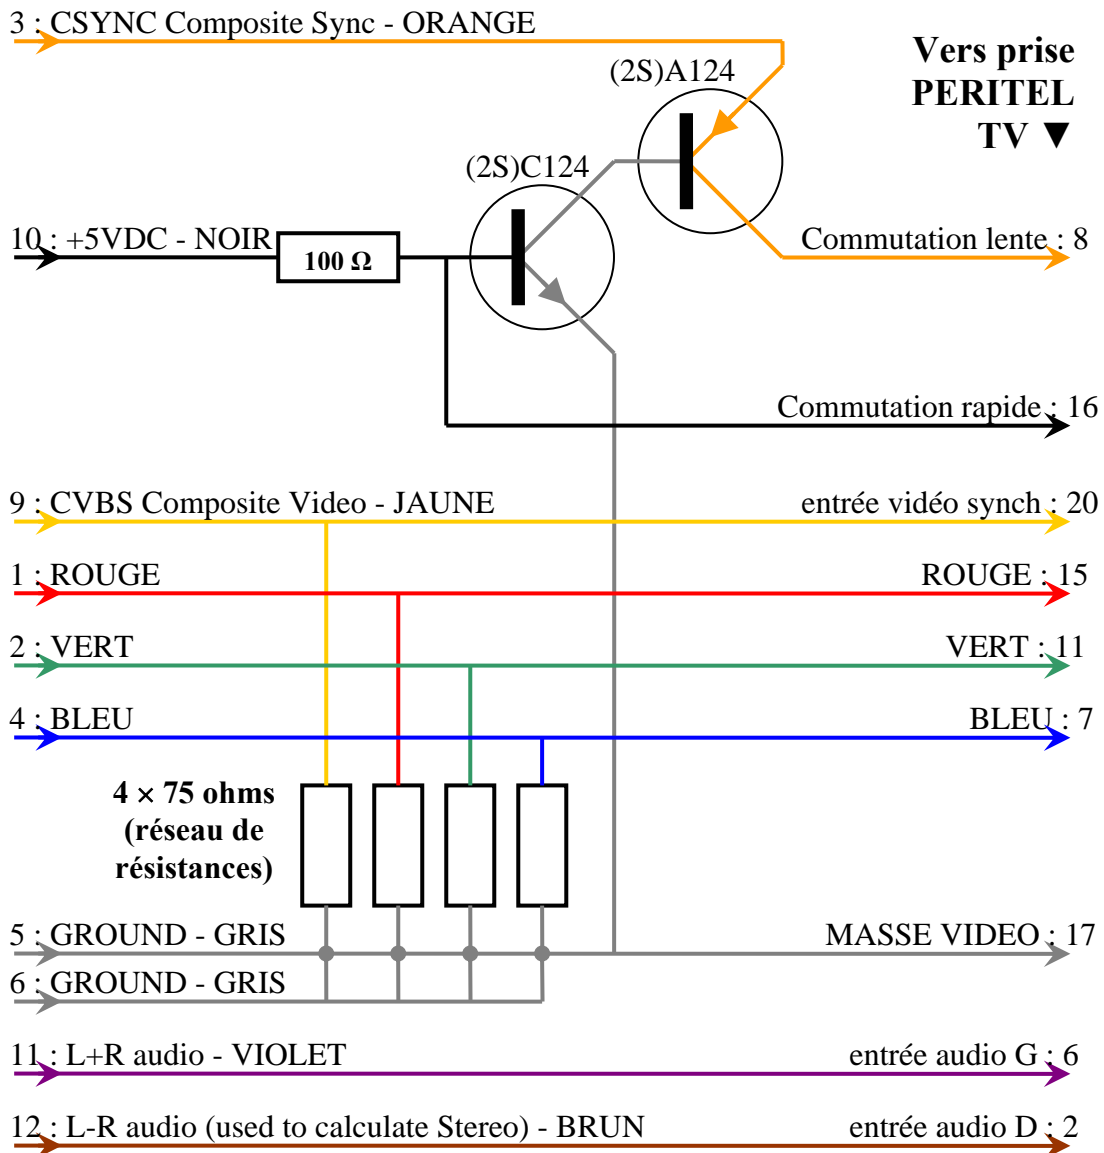 3 : CSYNC Composite Sync - ORANGE
Vers prise
PERITEL
TV ▼
(2S)A124
(2S)C124
10 : +5VDC - NOIR
100 Ω
Commutation lente : 8
Commutation rapide : 16
9 : CVBS Composite Video - JAUNE
entrée vidéo synch : 20
1 : ROUGE
ROUGE : 15
2 : VERT
VERT : 11
4 : BLEU
BLEU : 7
4 × 75 ohms
(réseau de
résistances)
5 : GROUND - GRIS
MASSE VIDEO : 17
6 : GROUND - GRIS
11 : L+R audio - VIOLET
entrée audio G : 6
12 : L-R audio (used to calculate Stereo) - BRUN
entrée audio D : 2